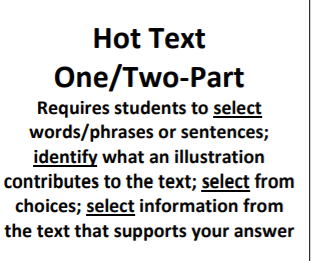 Hot Text
One/Two-Part
Requires students to select
words/phrases or sentences;
identify what an illustration
contributes to the text; select from
choices; select information from
the text that supports your answer